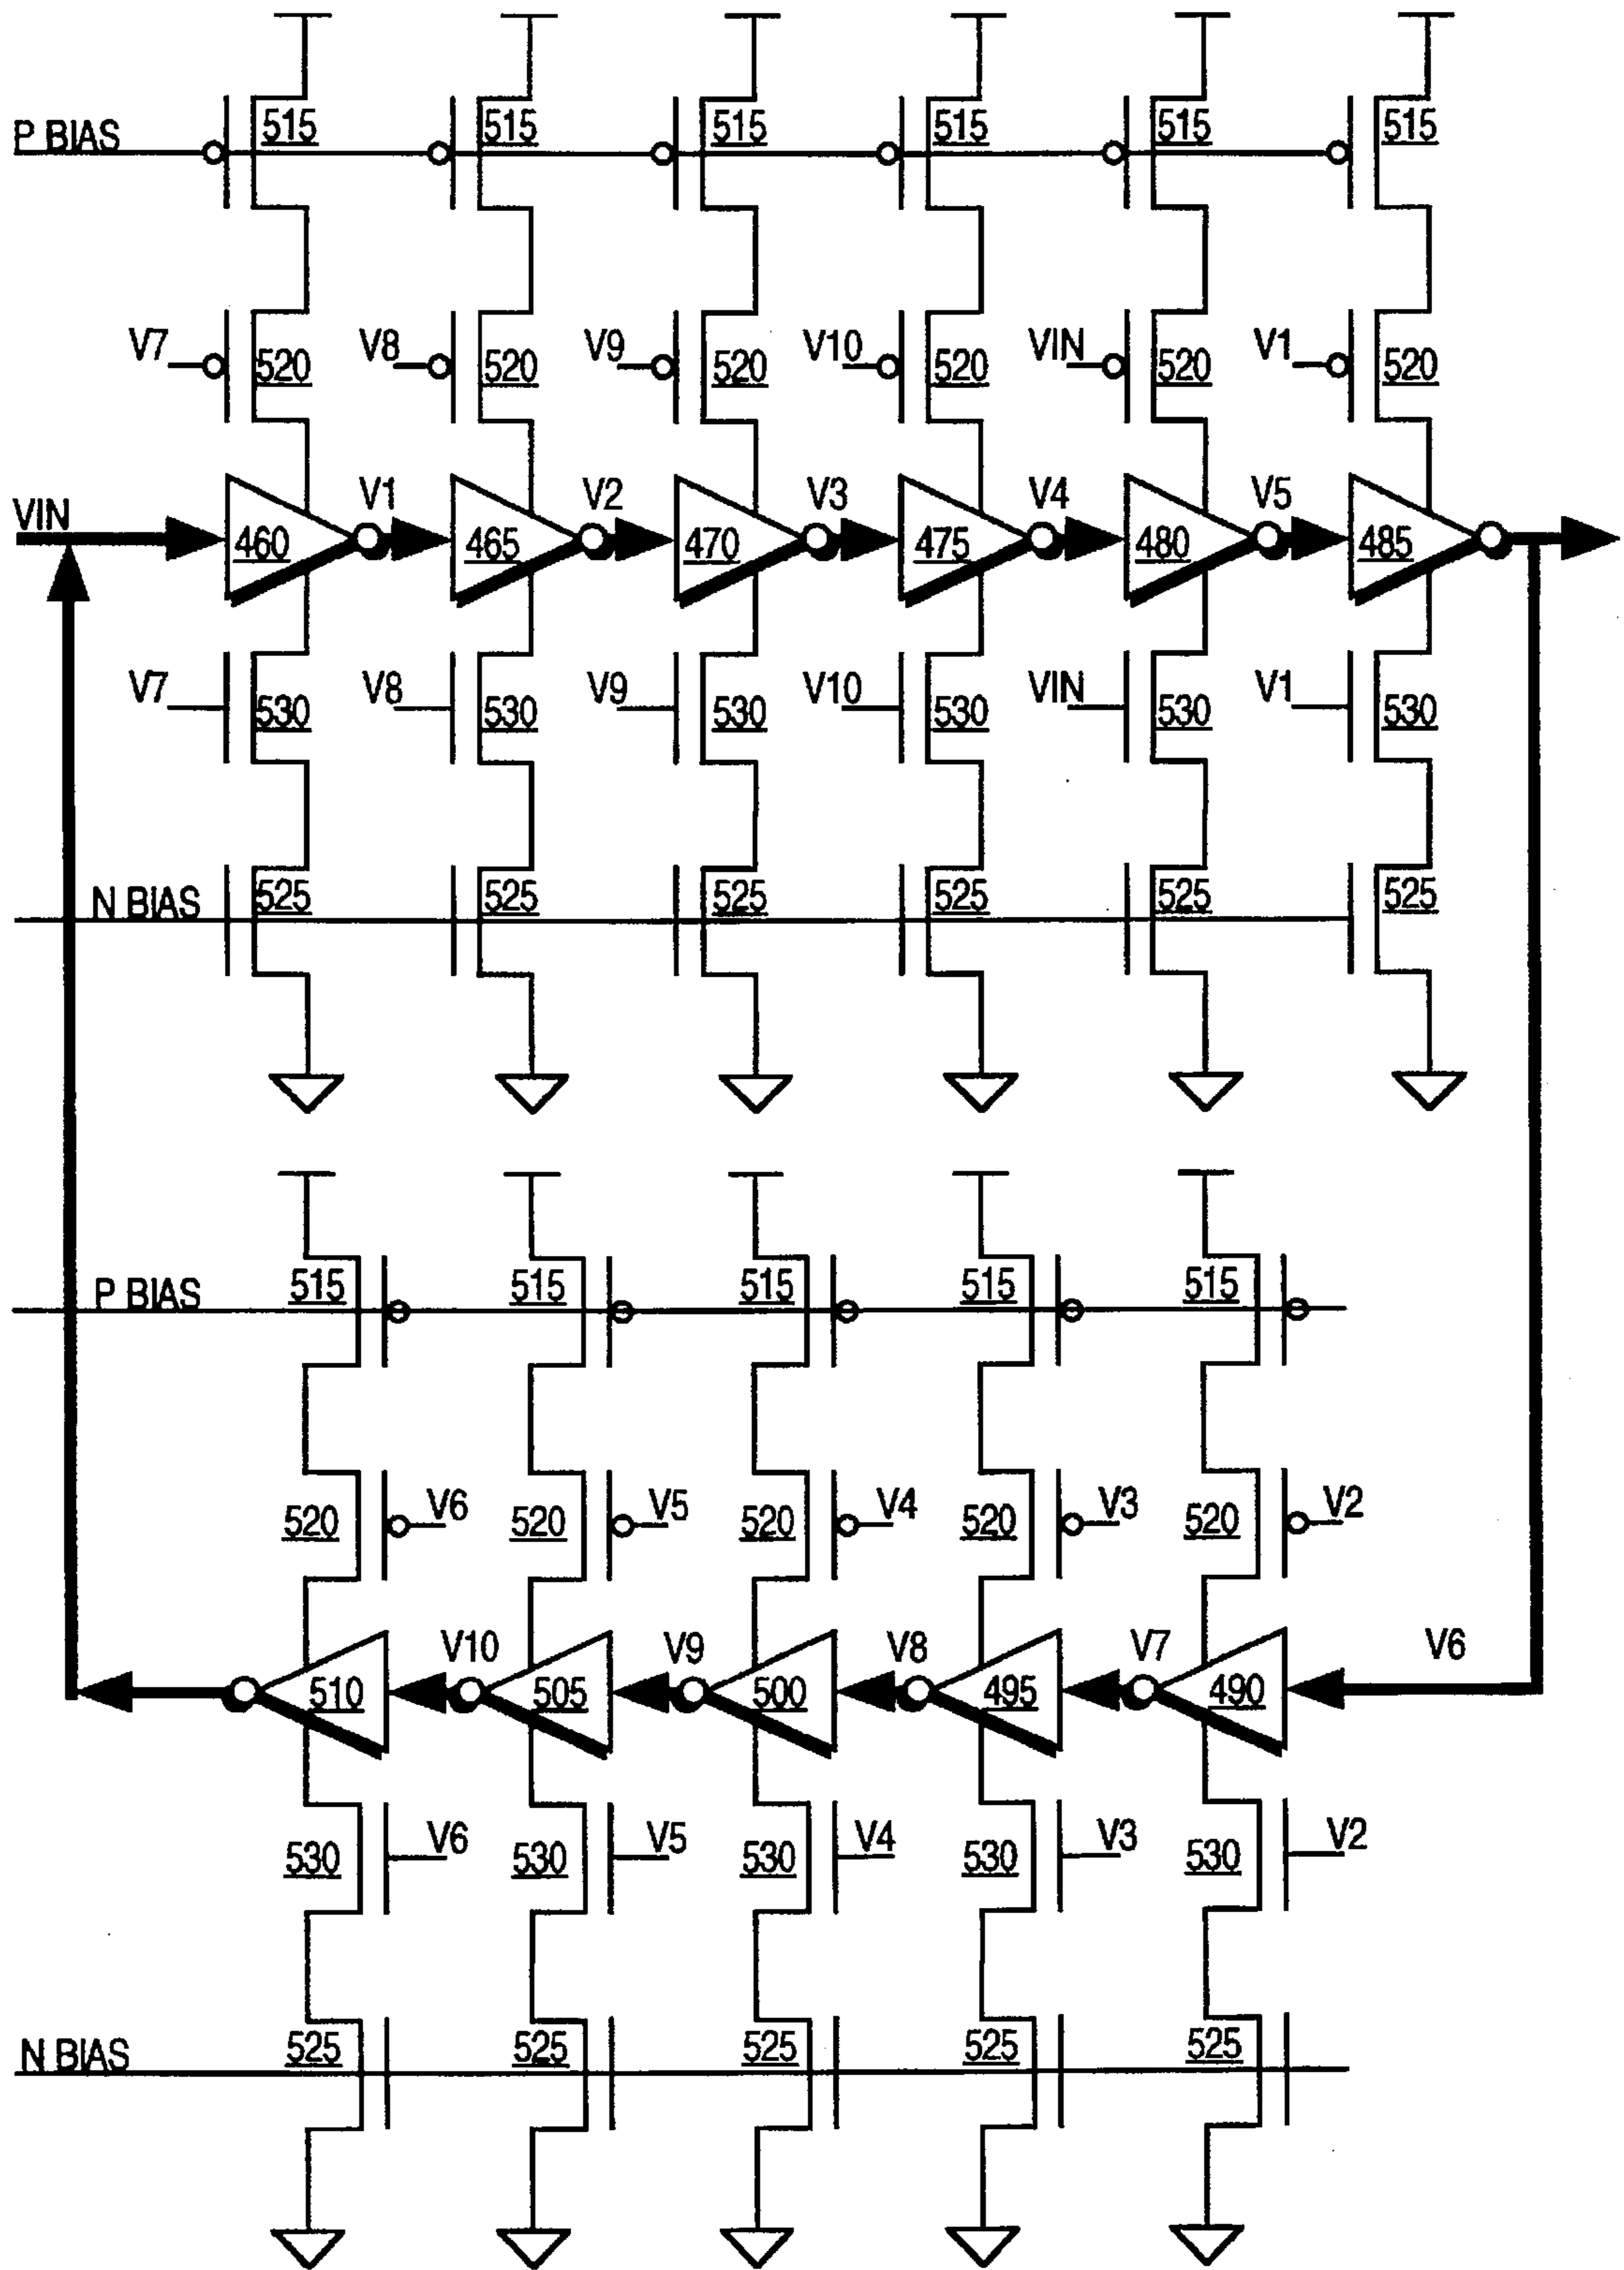 515 515 515 515 515 515
P BIAS
V7 V8 V9 V10 VIN V1
520 520 520 520 520 520
VIN V1 V2 V3 V4 V5
460 465 470 475 480 485
V7 V8 V9 V10 VIN V1
530 530 530 530 530 530
N BIAS 525 525 525 525 525 525
P BIAS 515 515 515 515 515
V6 V5 V4 V3 V2
520 520 520 520 520
V10 V9 V8 V7 V6
510 505 500 495 490
V6 V5 V4 V3 V2
530 530 530 530 530
N BIAS 525 525 525 525 525